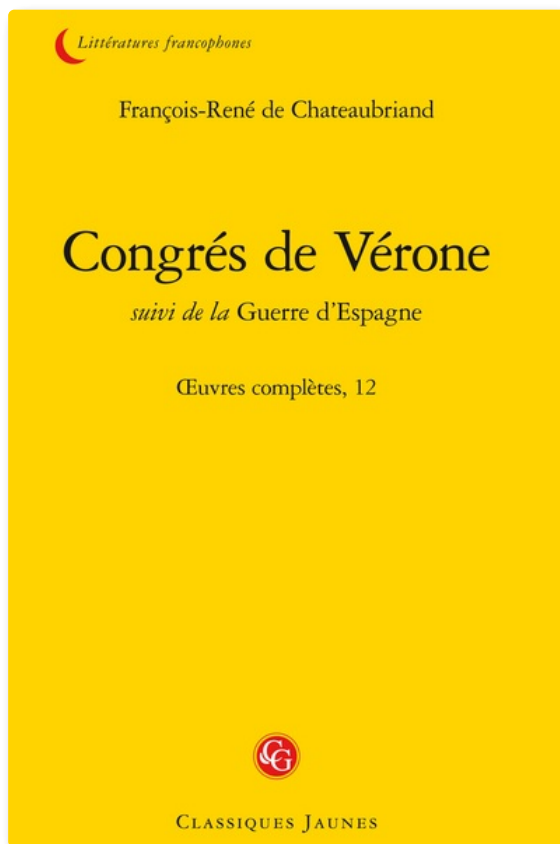 Littératures francophones
François-René de Chateaubriand
Congrés de Vérone
suivi de la Guerre d'Espagne
Œuvres complètes, 12
CG
CLASSIQUES JAUNES